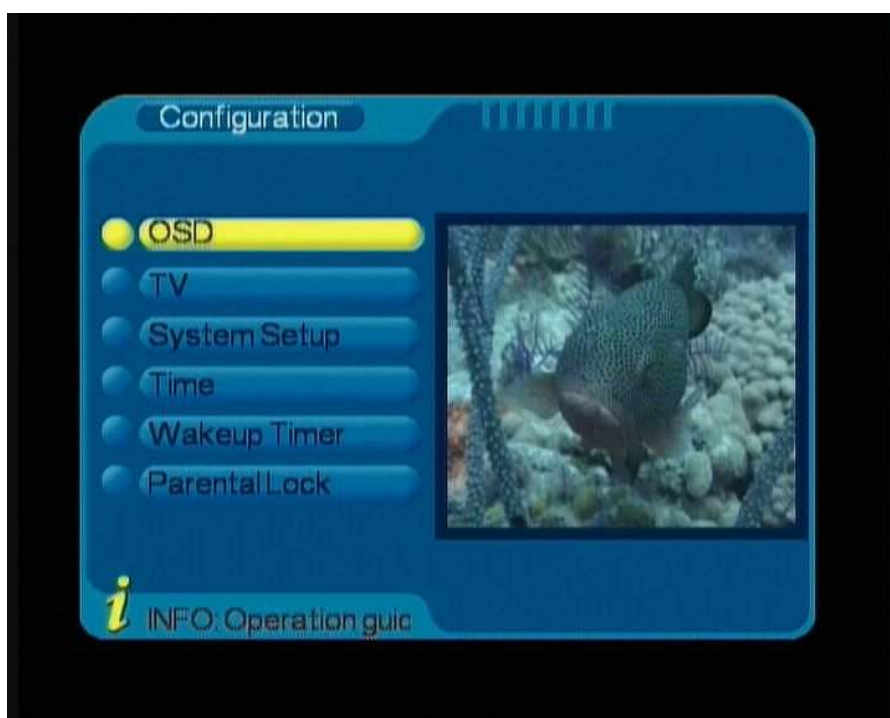 Configuration
OSD
TV
System Setup
Time
Wakeup Timer
Parental Lock
i
INFO: Operation guic